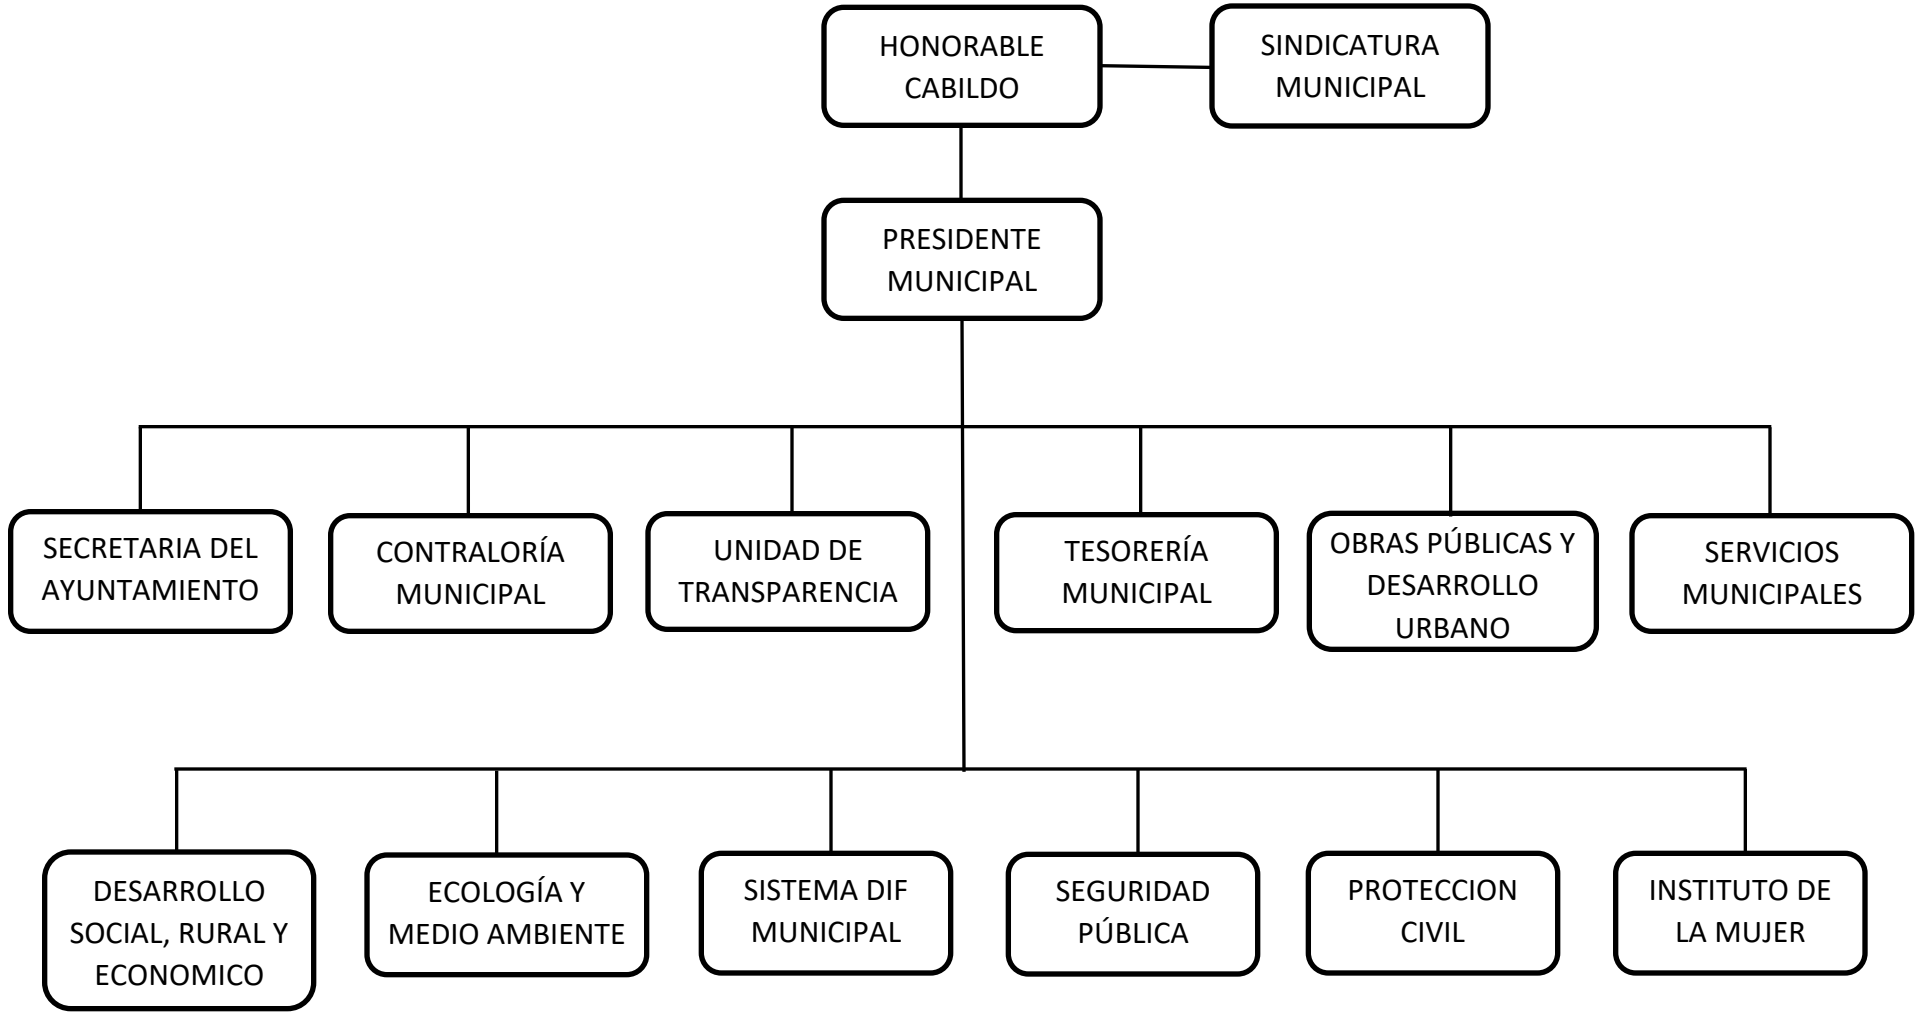 HONORABLE
CABILDO
SINDICATURA
MUNICIPAL
PRESIDENTE
MUNICIPAL
SECRETARIA DEL
AYUNTAMIENTO
CONTRALORÍA
MUNICIPAL
UNIDAD DE
TRANSPARENCIA
TESORERÍA
MUNICIPAL
OBRAS PÚBLICAS Y
DESARROLLO
URBANO
SERVICIOS
MUNICIPALES
DESARROLLO
SOCIAL, RURAL Y
ECONOMICO
ECOLOGÍA Y
MEDIO AMBIENTE
SISTEMA DIF
MUNICIPAL
SEGURIDAD
PÚBLICA
PROTECCION
CIVIL
INSTITUTO DE
LA MUJER